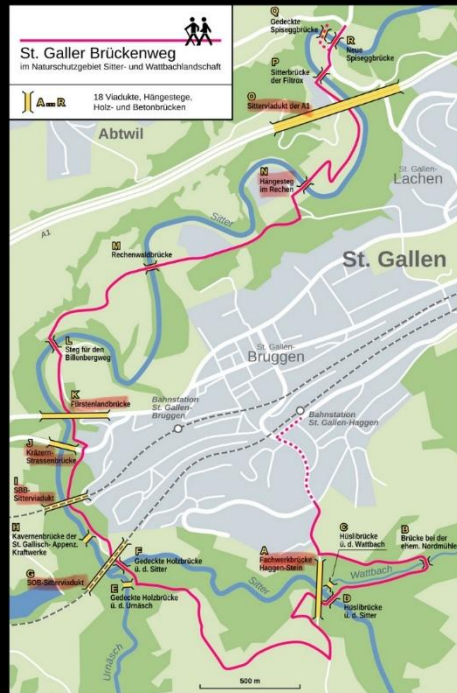 St. Galler Brückenweg
im Naturschutzgebiet Sitter- und Wattbachlandschaft
A ... R
18 Viadukte, Hängestege,
Holz- und Betonbrücken
Q
Gedeckte
Spiseggbrücke
R
Neue
Spiseggbrücke
P
Sitterbrücke
der Filtrox
O
Sitterviadukt der A1
Abtwil
St. Gallen-
Lachen
N
Hängesteg
im Rechen
Sitter
A1
M
Rechenwaldbrücke
St. Gallen
L
Steg für den
Billenbergweg
St. Gallen-
Bruggen
K
Fürstenlandbrücke
Bahnstation
St. Gallen-
Bruggen
Bahnstation
St. Gallen-Haggen
J
Kräzern-
Strassenbrücke
I
SBB-
Sitterviadukt
H
Kavernenbrücke der
St. Gallisch- Appenz.
Kraftwerke
G
SOB-Sitterviadukt
F
Gedeckte Holzbrücke
ü. d. Sitter
E
Gedeckte Holzbrücke
ü. d. Urnäsch
A
Fachwerkbrücke
Haggen-Stein
C
Hüslibrücke
ü. d. Wattbach
B
Brücke bei der
ehem. Nordmühle
Sitter
Wattbach
D
Hüslibrücke
ü. d. Sitter
Urnäsch
500 m